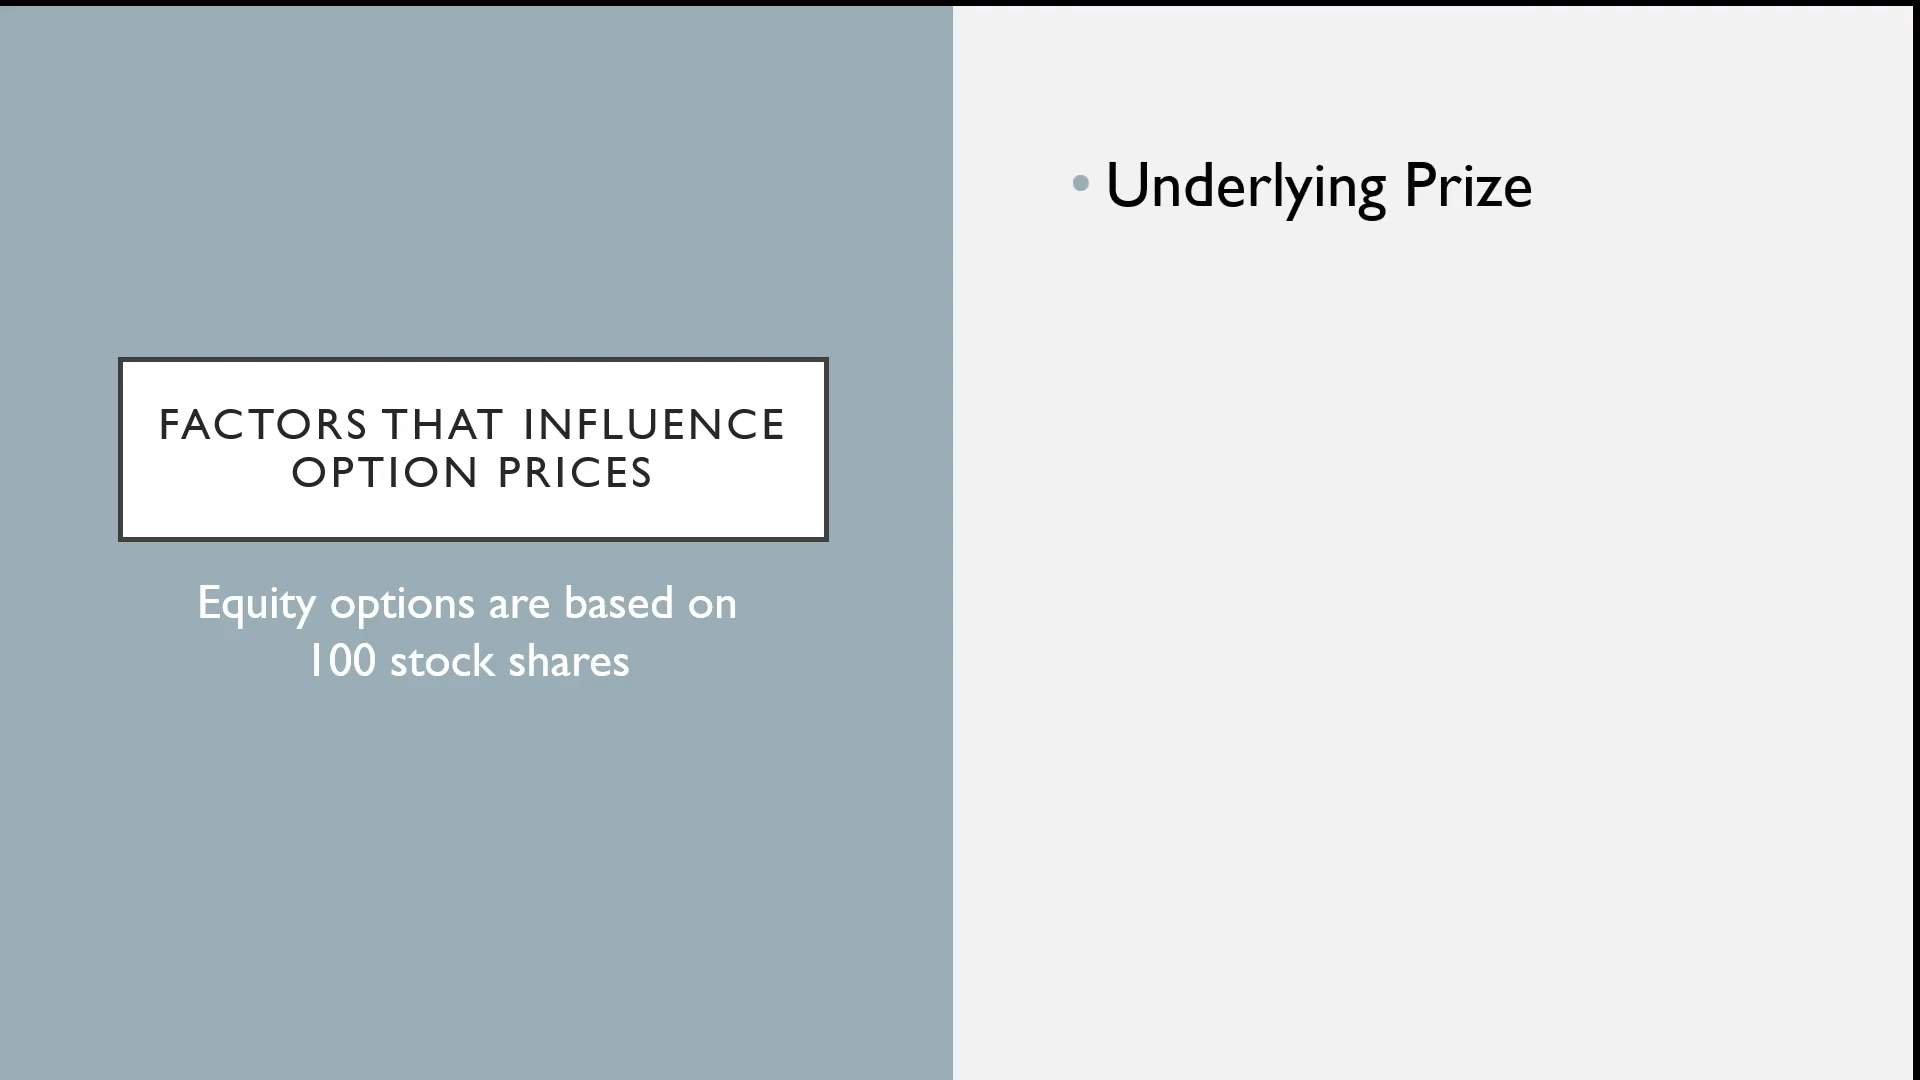 FACTORS THAT INFLUENCE
OPTION PRICES
Equity options are based on
100 stock shares
• Underlying Prize